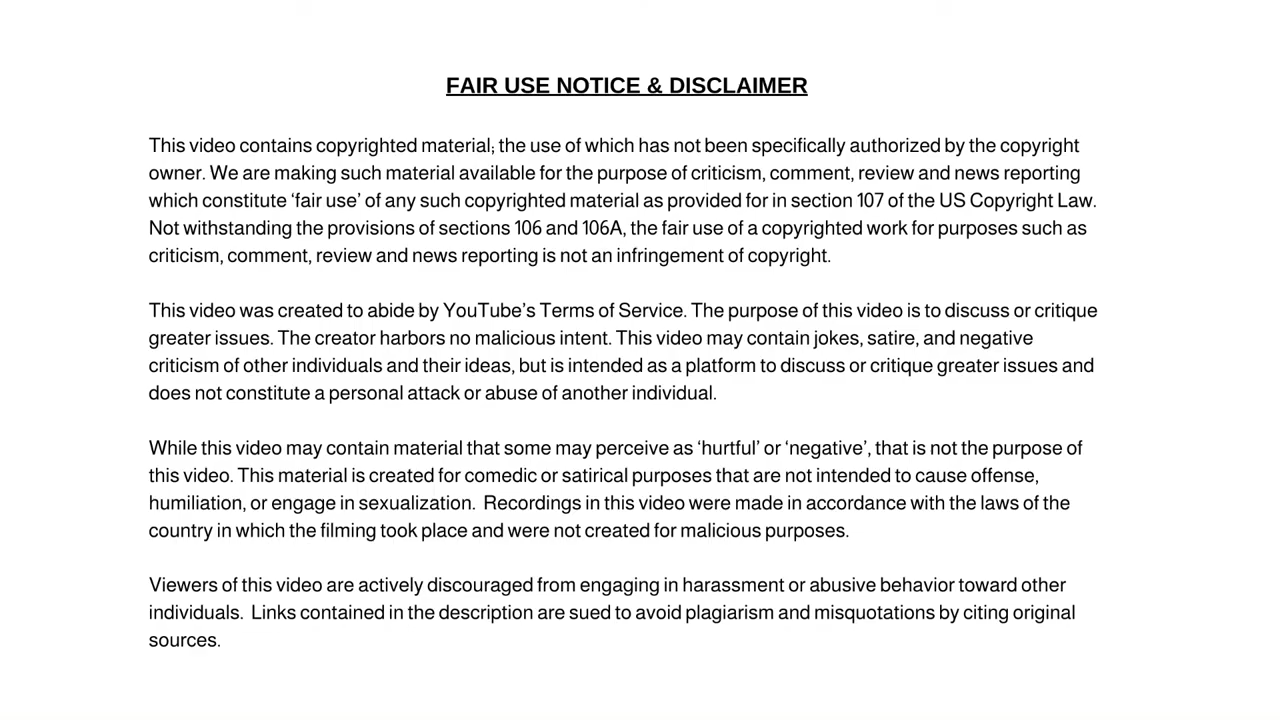 FAIR USE NOTICE & DISCLAIMER
This video contains copyrighted material; the use of which has not been specifically authorized by the copyright
owner. We are making such material available for the purpose of criticism, comment, review and news reporting
which constitute ‘fair use’ of any such copyrighted material as provided for in section 107 of the US Copyright Law.
Not withstanding the provisions of sections 106 and 106A, the fair use of a copyrighted work for purposes such as
criticism, comment, review and news reporting is not an infringement of copyright.
This video was created to abide by YouTube’s Terms of Service. The purpose of this video is to discuss or critique
greater issues. The creator harbors no malicious intent. This video may contain jokes, satire, and negative
criticism of other individuals and their ideas, but is intended as a platform to discuss or critique greater issues and
does not constitute a personal attack or abuse of another individual.
While this video may contain material that some may perceive as ‘hurtful’ or ‘negative’, that is not the purpose of
this video. This material is created for comedic or satirical purposes that are not intended to cause offense,
humiliation, or engage in sexualization.  Recordings in this video were made in accordance with the laws of the
country in which the filming took place and were not created for malicious purposes.
Viewers of this video are actively discouraged from engaging in harassment or abusive behavior toward other
individuals.  Links contained in the description are sued to avoid plagiarism and misquotations by citing original
sources.